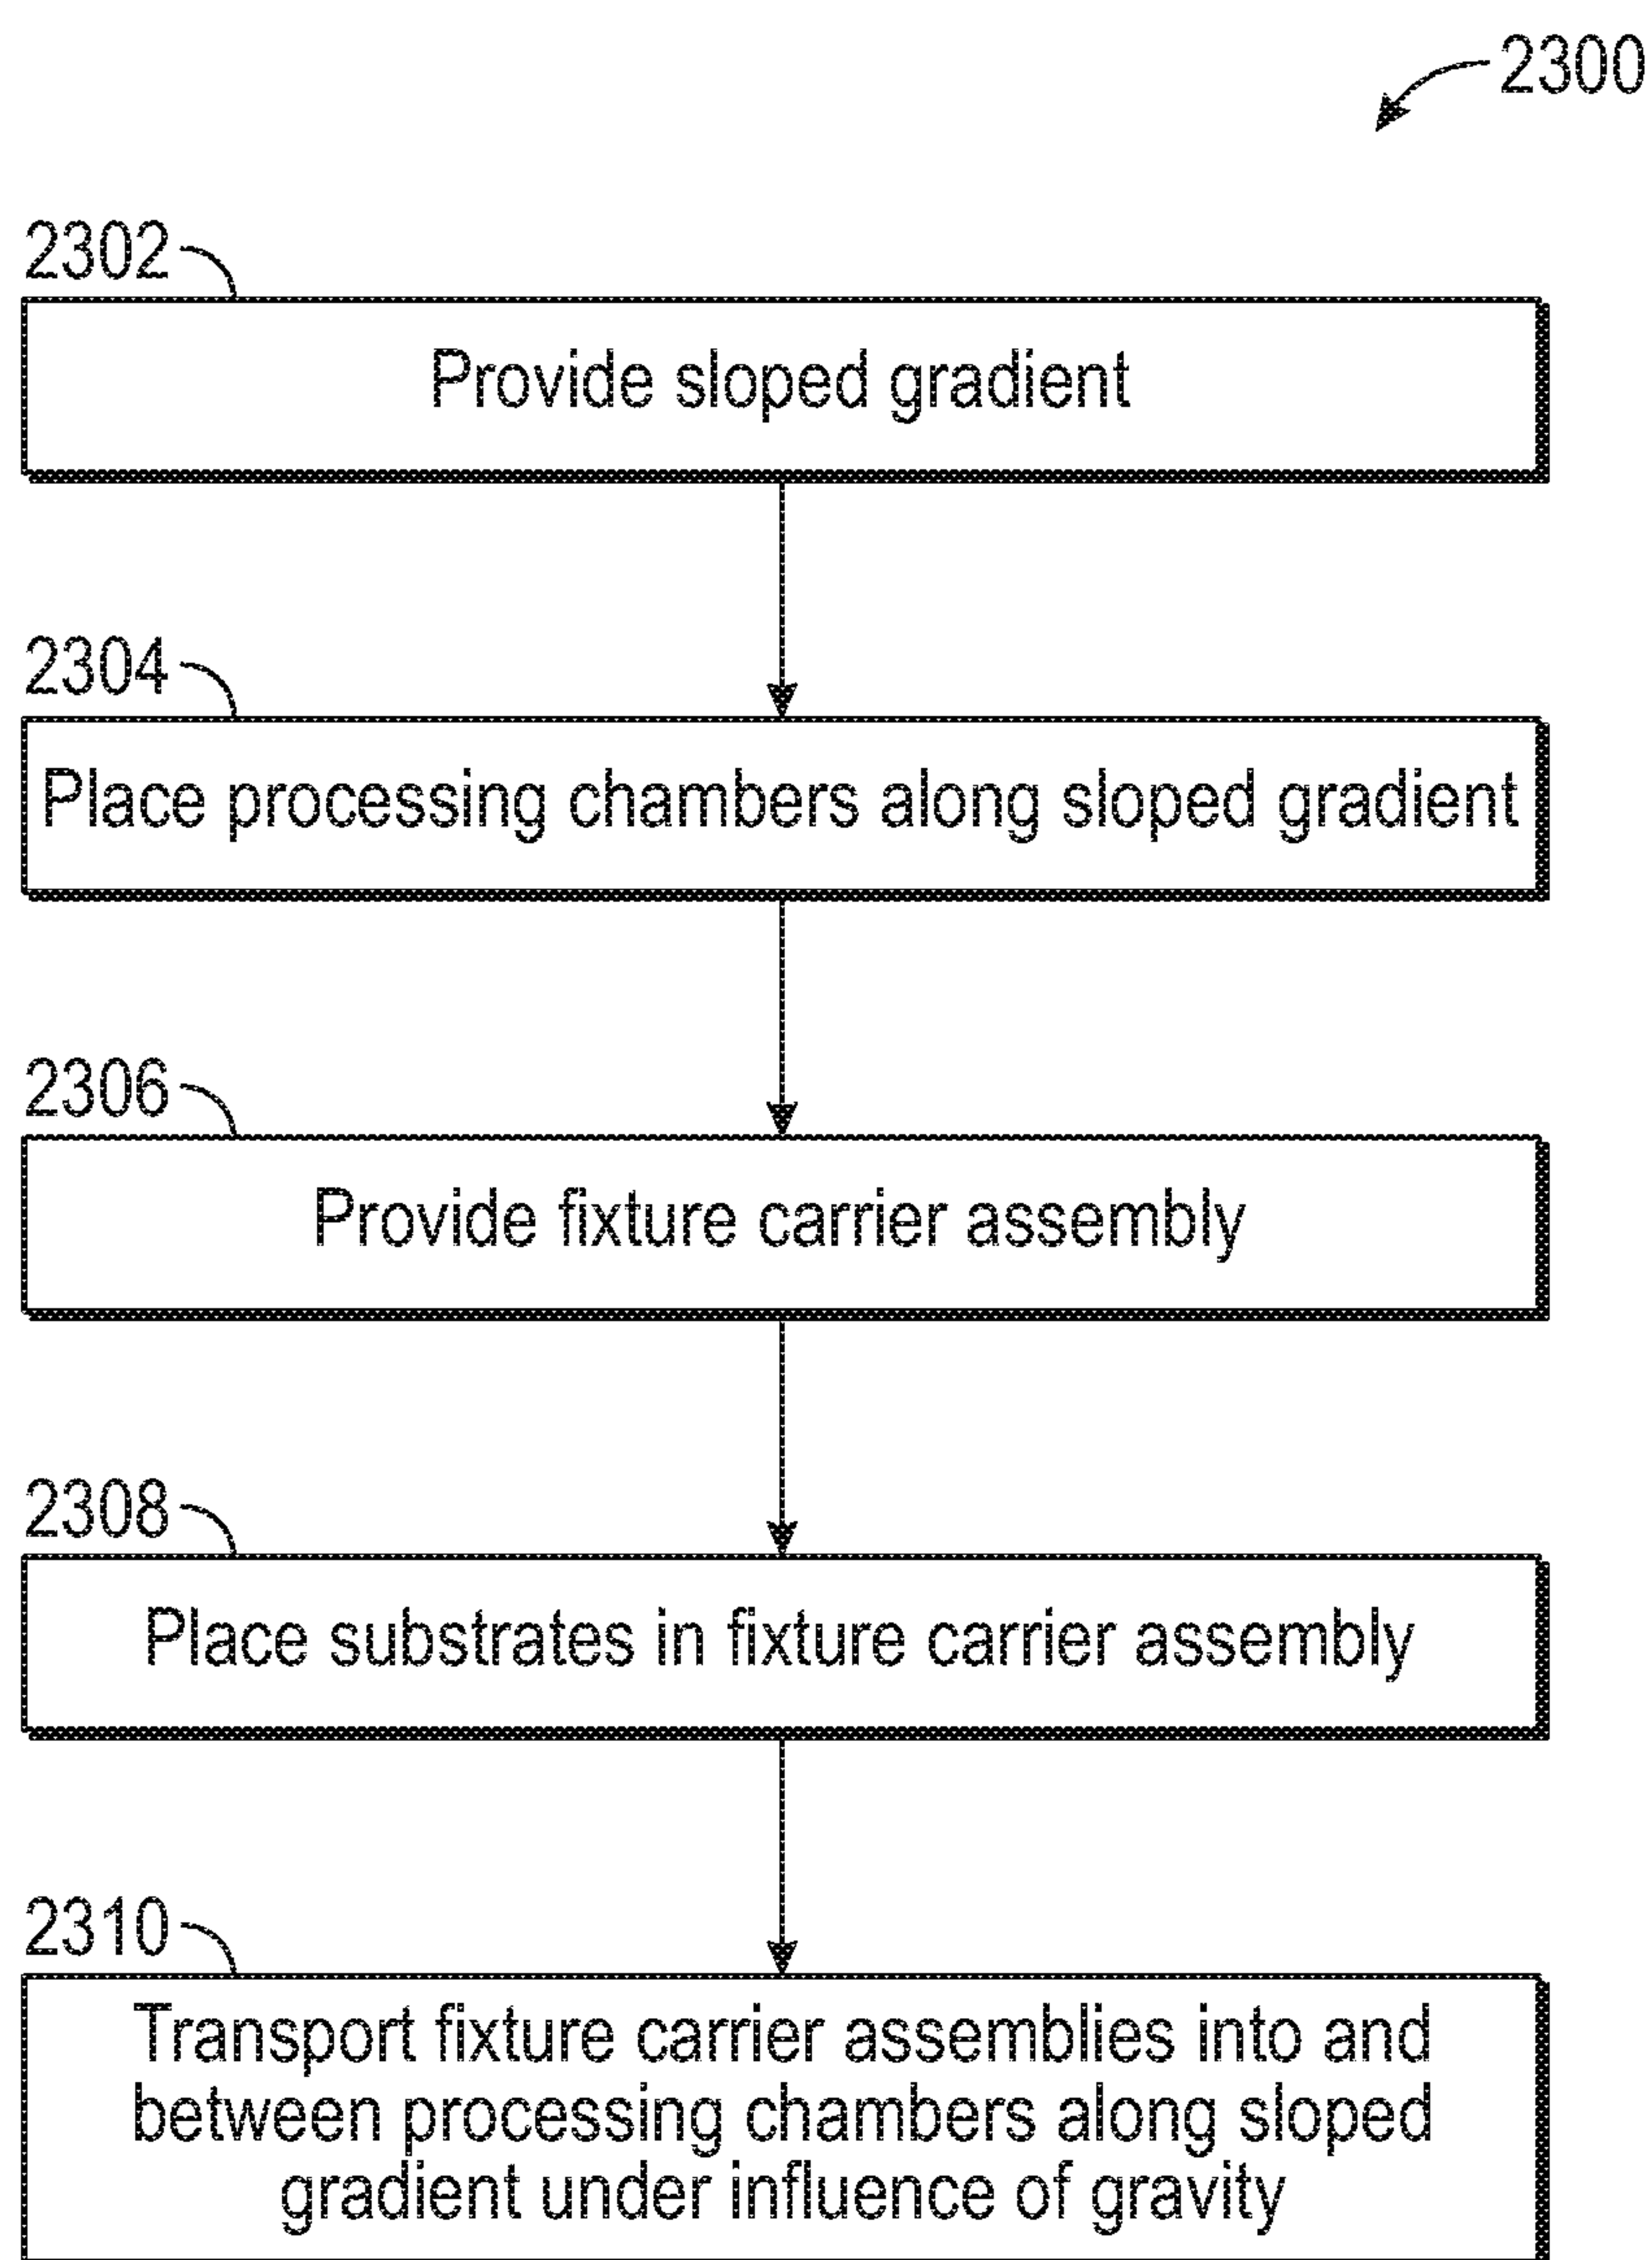 2300
2302
Provide sloped gradient
2304
Place processing chambers along sloped gradient
2306
Provide fixture carrier assembly
2308
Place substrates in fixture carrier assembly
2310
Transport fixture carrier assemblies into and
between processing chambers along sloped
gradient under influence of gravity